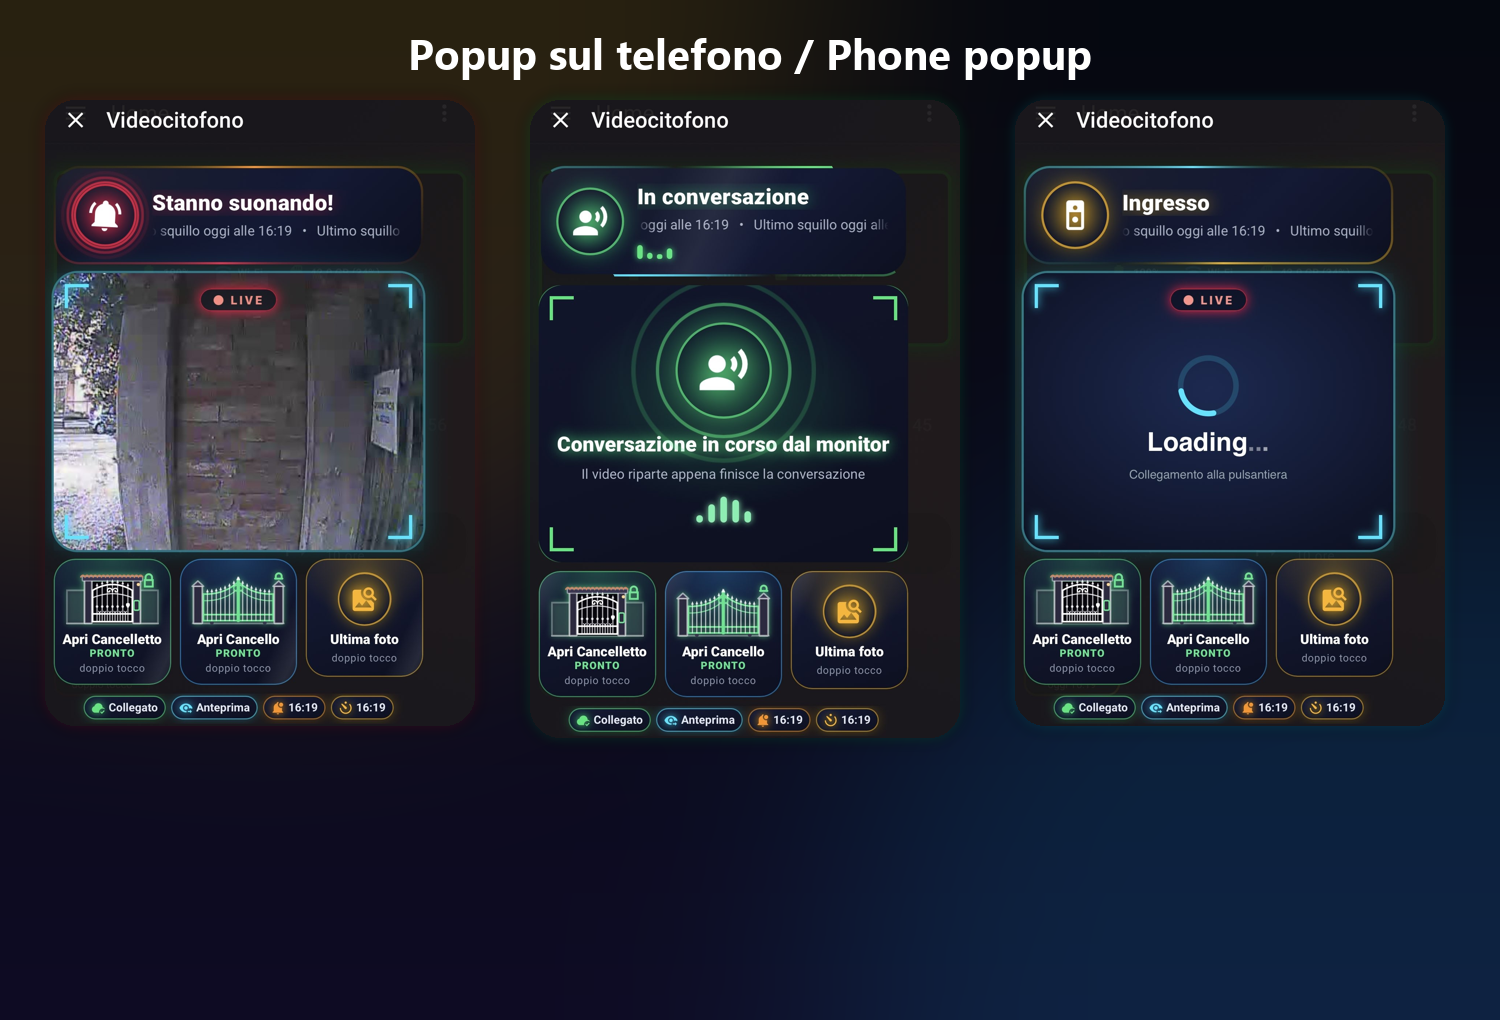 Popup sul telefono / Phone popup
Videocitofono
Stanno suonando!
squillo oggi alle 16:19 • Ultimo squillo
LIVE
Apri Cancelletto
PRONTO
doppio tocco
Apri Cancello
PRONTO
doppio tocco
Ultima foto
doppio tocco
Collegato
Anteprima
16:19
16:19
Videocitofono
In conversazione
oggi alle 16:19 • Ultimo squillo oggi
Conversazione in corso dal monitor
Il video riparte appena finisce la conversazione
Apri Cancelletto
PRONTO
doppio tocco
Apri Cancello
PRONTO
doppio tocco
Ultima foto
doppio tocco
Collegato
Anteprima
16:19
16:19
Videocitofono
Ingresso
squillo oggi alle 16:19 • Ultimo squillo
LIVE
Loading...
Collegamento alla pulsantiera
Apri Cancelletto
PRONTO
doppio tocco
Apri Cancello
PRONTO
doppio tocco
Ultima foto
doppio tocco
Collegato
Anteprima
16:19
16:19